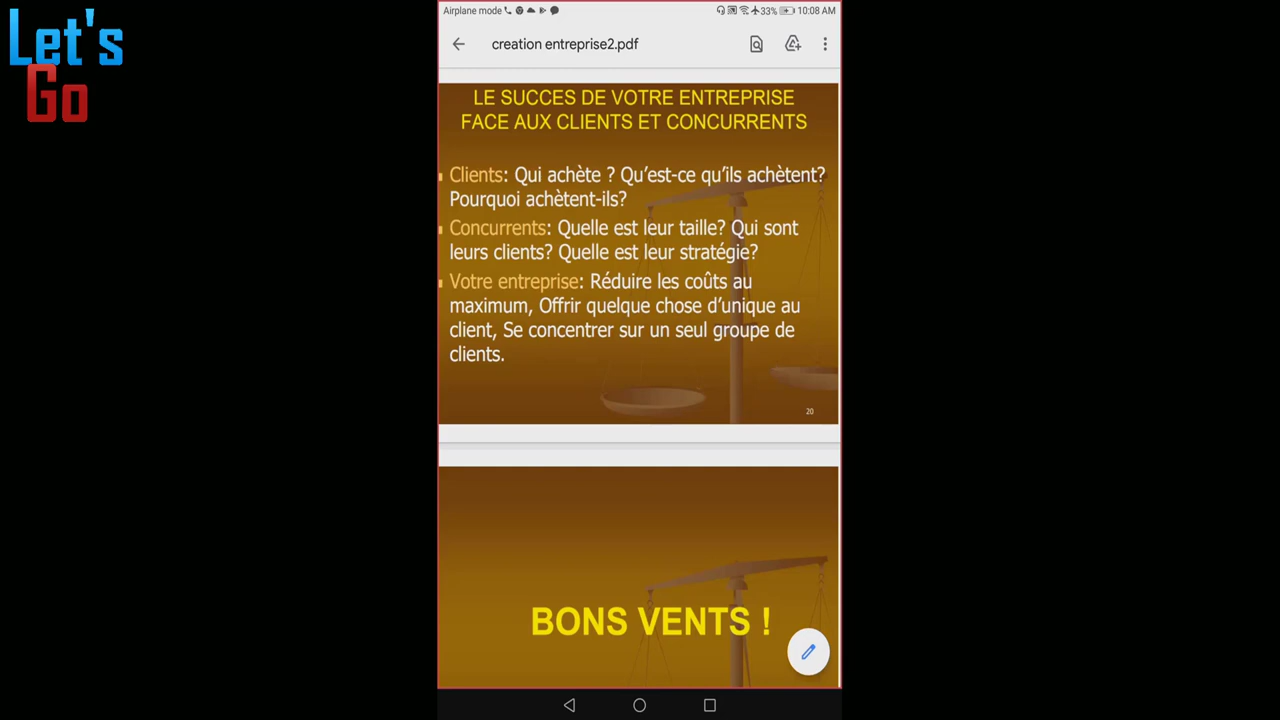 Let's
Go
Airplane mode 33% 10:08 AM
creation entreprise2.pdf
LE SUCCES DE VOTRE ENTREPRISE
FACE AUX CLIENTS ET CONCURRENTS
Clients: Qui achète ? Qu'est-ce qu'ils achètent?
Pourquoi achètent-ils?
Concurrents: Quelle est leur taille? Qui sont
leurs clients? Quelle est leur stratégie?
Votre entreprise: Réduire les coûts au
maximum, Offrir quelque chose d'unique au
client, Se concentrer sur un seul groupe de
clients.
20
BONS VENTS !